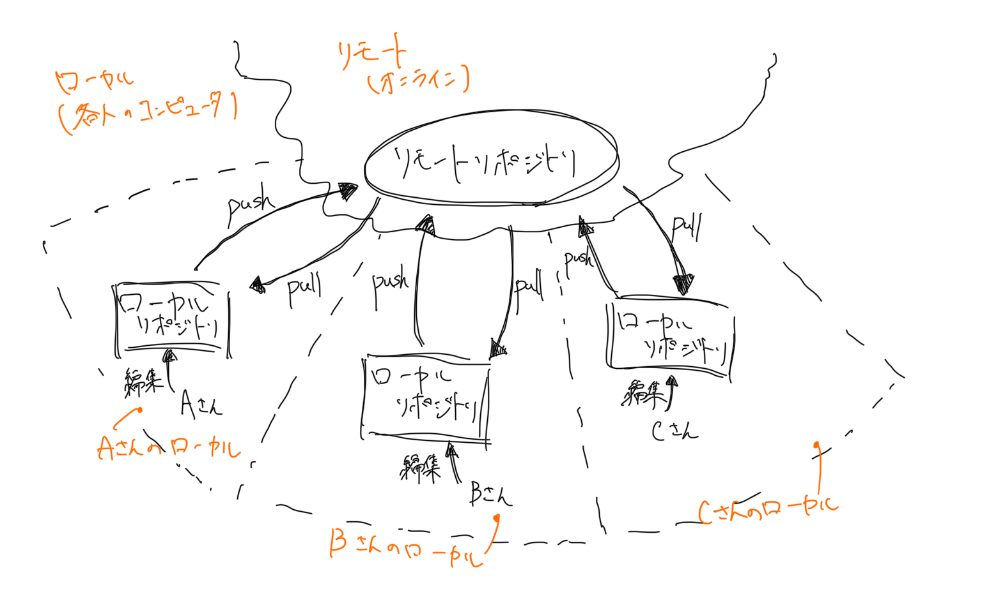 リモート
(オンライン)
ローカル
(各人のコンピュータ)
リモートリポジトリ
push
pull
push
pull
push
pull
ローカル
リポジトリ
編集
Aさん
Aさんのローカル
ローカル
リポジトリ
編集
Bさん
Bさんのローカル
ローカル
リポジトリ
編集
Cさん
Cさんのローカル